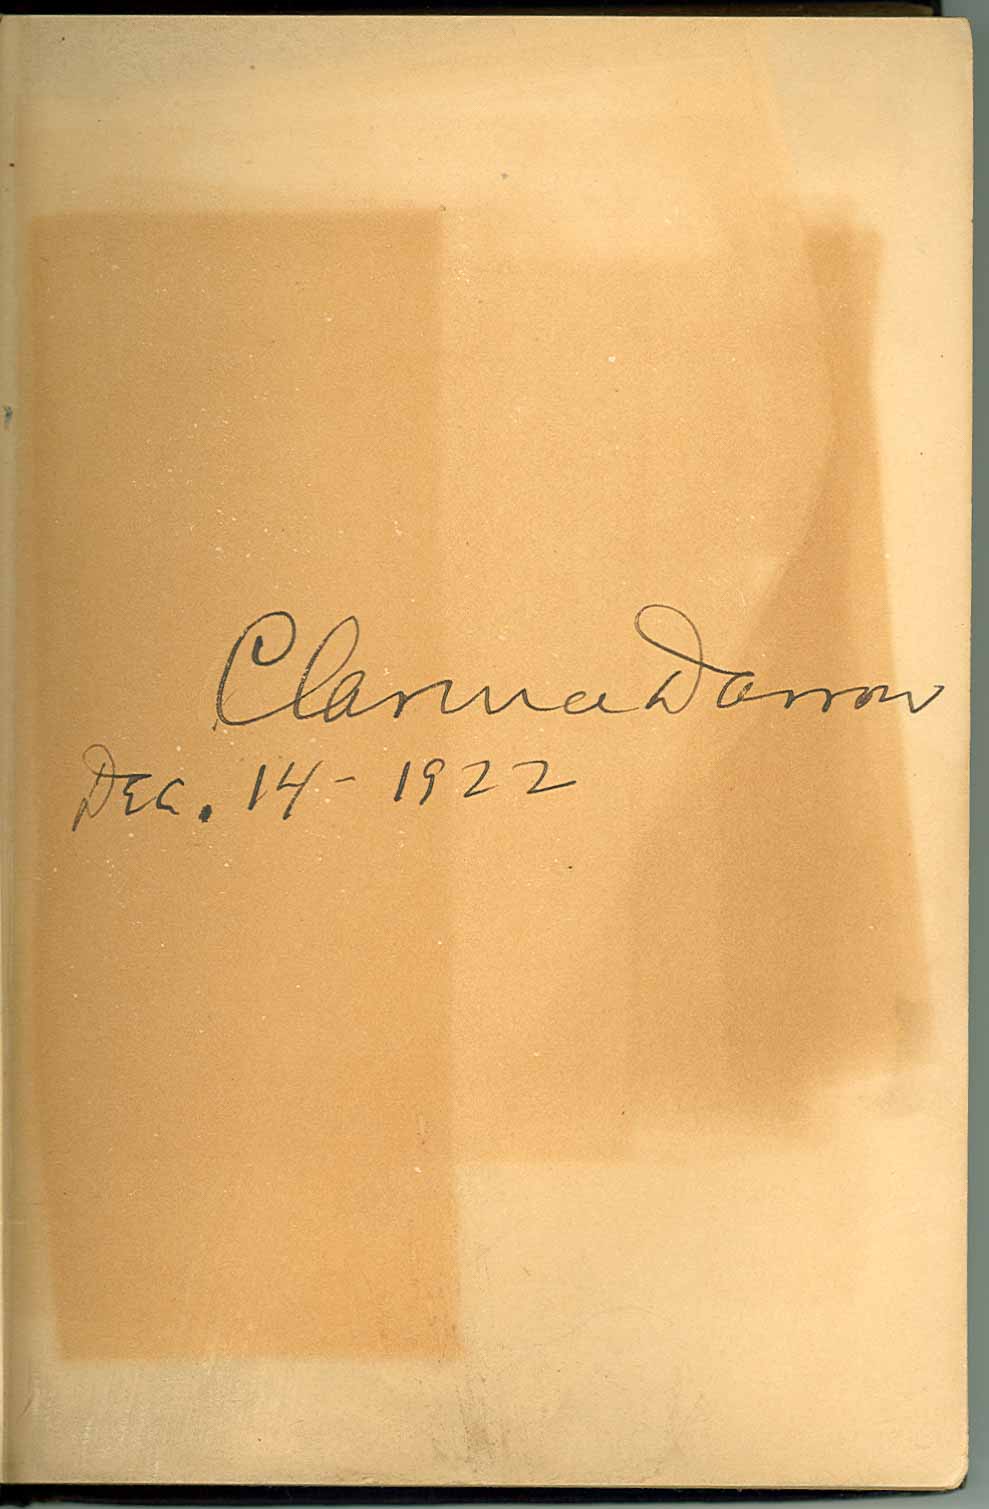 Clarence Darrow
Dec. 14 - 1922